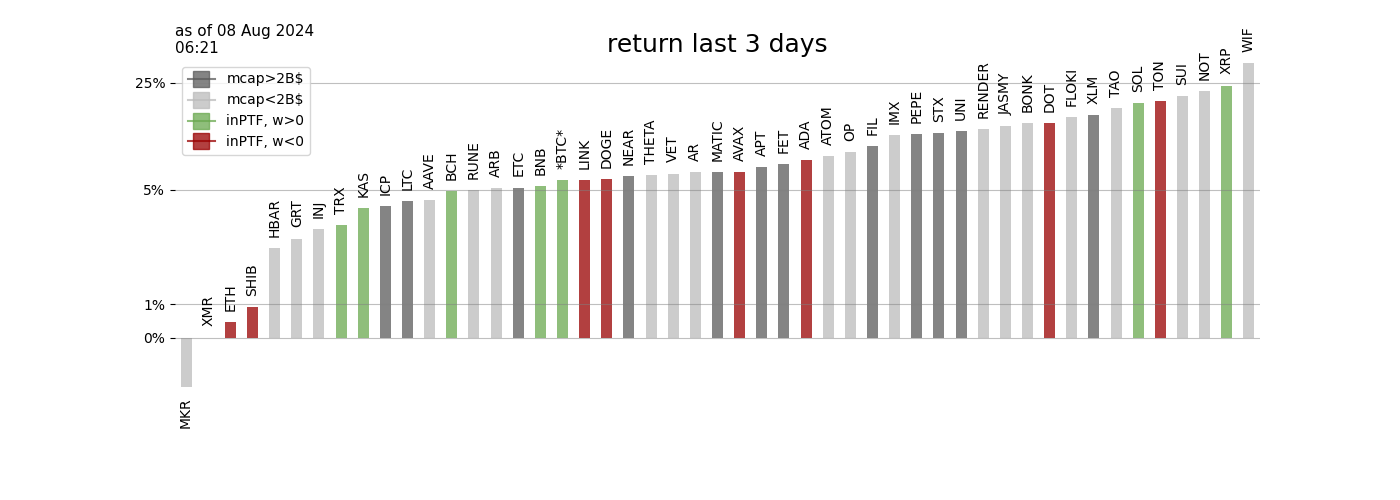 as of 08 Aug 2024
06:21
return last 3 days
mcap>2B$
mcap<2B$
inPTF, w>0
inPTF, w<0
25%
5%
1%
0%
MKR
XMR
ETH
SHIB
HBAR
GRT
INJ
TRX
KAS
ICP
LTC
AAVE
BCH
RUNE
ARB
ETC
BNB
*BTC*
LINK
DOGE
NEAR
THETA
VET
AR
MATIC
AVAX
APT
FET
ADA
ATOM
OP
FIL
IMX
PEPE
STX
UNI
RENDER
JASMY
BONK
DOT
FLOKI
XLM
TAO
SOL
TON
SUI
NOT
XRP
WIF